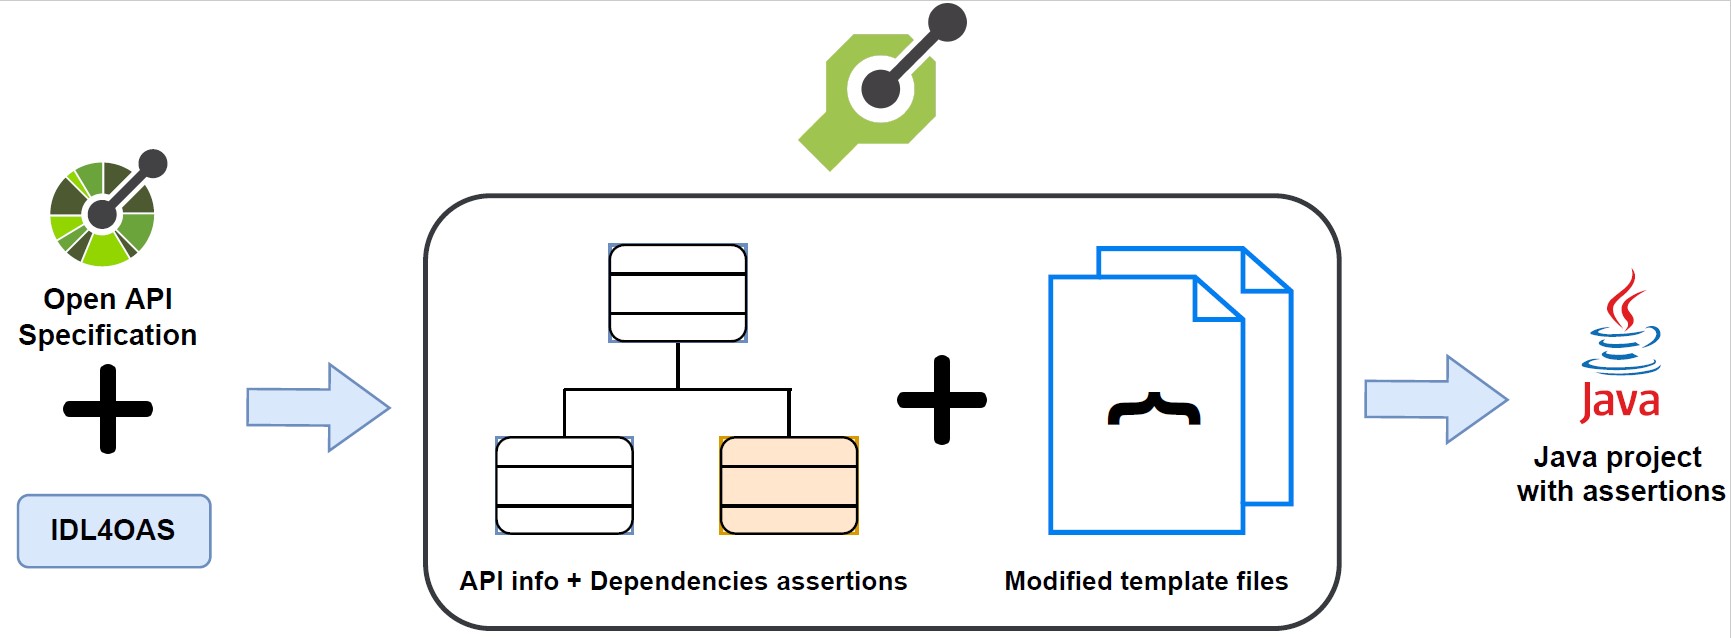 Open API
Specification
IDL4OAS
API info + Dependencies assertions
{
Modified template files
Java
Java project
with assertions